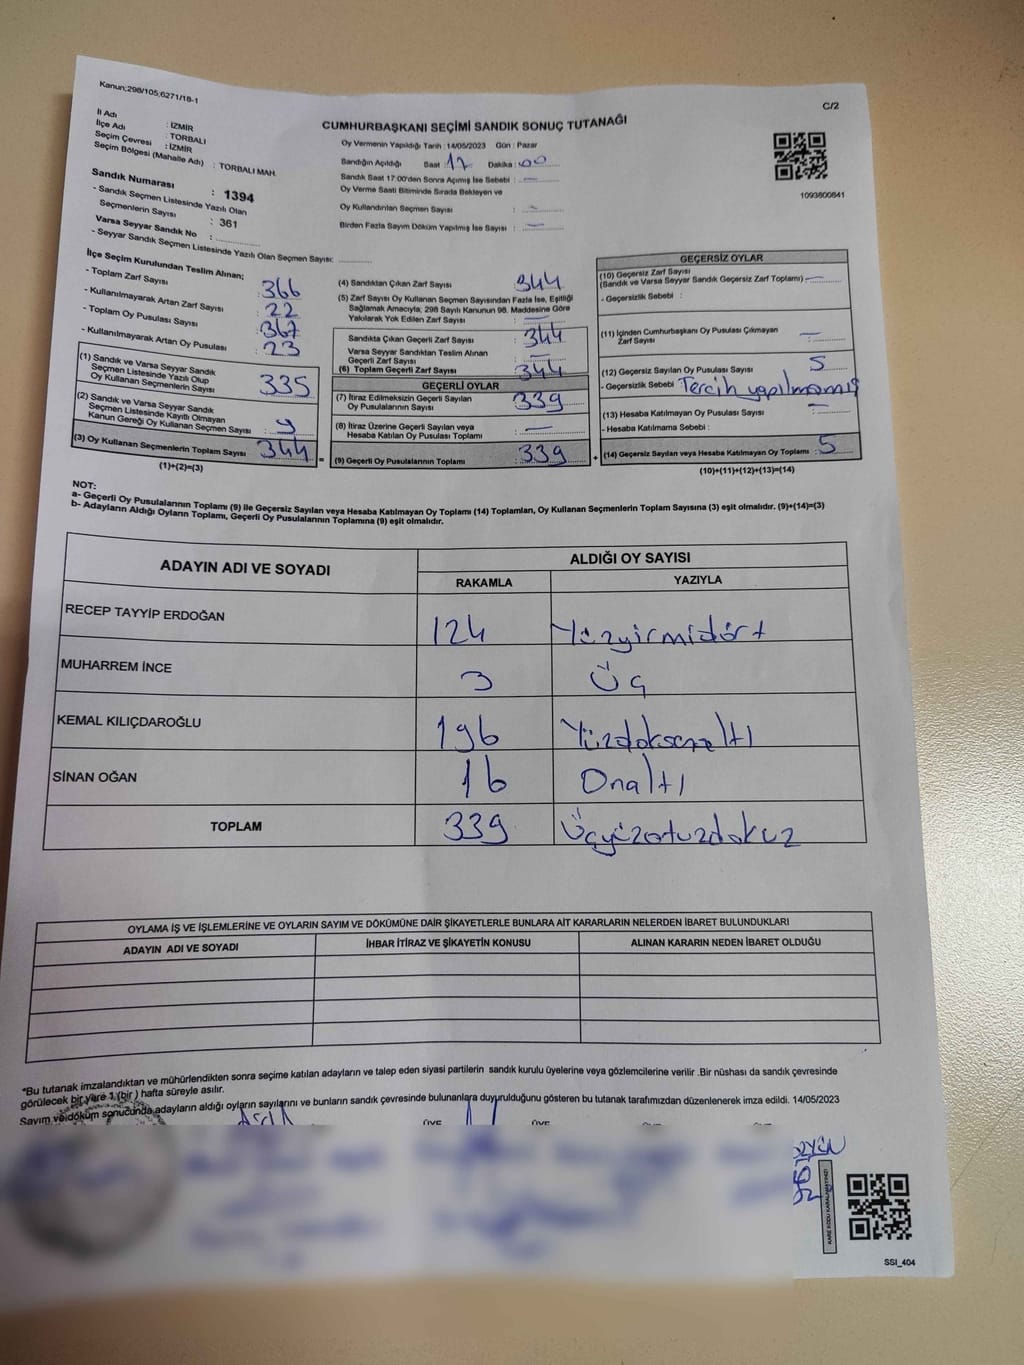 Kanun;298/105,6271/18-1
C/2
CUMHURBAŞKANI SEÇİMİ SANDIK SONUÇ TUTANAĞI
İl Adı : İZMİR
İlçe Adı : TORBALI
Seçim Çevresi : İZMİR
Seçim Bölgesi (Mahalle Adı) : TORBALI MAH.
Sandık Numarası : 1394
- Sandık Seçmen Listesinde Yazılı Olan
Seçmenlerin Sayısı : 361
Varsa Seyyar Sandık No :
- Seyyar Sandık Seçmen Listesinde Yazılı Olan Seçmen Sayısı:
Oy Vermenin Yapıldığı Tarih : 14/05/2023 Gün : Pazar
Sandığın Açıldığı Saat 17 Dakika : 00
Sandık Saat 17:00'den Sonra Açımış İse Sebebi : —
Oy Verme Saati Bitiminde Sırada Bekleyen ve
Oy Kullandırılan Seçmen Sayısı : —
Birden Fazla Sayım Döküm Yapılmış İse Sayısı : —
1093800841
İlçe Seçim Kurulundan Teslim Alınan;
- Toplam Zarf Sayısı : 366
- Kullanılmayarak Artan Zarf Sayısı : 22
- Toplam Oy Pusulası Sayısı : 367
- Kullanılmayarak Artan Oy Pusulası : 23
(1) Sandık ve Varsa Seyyar Sandık
Seçmen Listesinde Yazılı Olup
Oy Kullanan Seçmenlerin Sayısı : 335
(2) Sandık ve Varsa Seyyar Sandık
Seçmen Listesinde Kayıtlı Olmayan
Kanun Gereği Oy Kullanan Seçmen Sayısı : 9
(3) Oy Kullanan Seçmenlerin Toplam Sayısı : 344
(1)+(2)=(3)
(4) Sandıktan Çıkan Zarf Sayısı : 344
(5) Zarf Sayısı Oy Kullanan Seçmen Sayısından Fazla İse, Eşitliği
Sağlamak Amacıyla; 298 Sayılı Kanunun 98. Maddesine Göre
Yakılarak Yok Edilen Zarf Sayısı : —
Sandıkta Çıkan Geçerli Zarf Sayısı : 344
Varsa Seyyar Sandıktan Teslim Alınan
Geçerli Zarf Sayısı : —
(6) Toplam Geçerli Zarf Sayısı : 344
GEÇERLİ OYLAR
(7) İtiraz Edilmeksizin Geçerli Sayılan
Oy Pusulalarının Sayısı : 339
(8) İtiraz Üzerine Geçerli Sayılan veya
Hesaba Katılan Oy Pusulası Toplamı : —
= (9) Geçerli Oy Pusulalarının Toplamı : 339 +
GEÇERSİZ OYLAR
(10) Geçersiz Zarf Sayısı
(Sandık ve Varsa Seyyar Sandık Geçersiz Zarf Toplamı) : —
- Geçersizlik Sebebi :
(11) İçinden Cumhurbaşkanı Oy Pusulası Çıkmayan
Zarf Sayısı : —
(12) Geçersiz Sayılan Oy Pusulası Sayısı : 5
- Geçersizlik Sebebi : Tercih yapılmamış
(13) Hesaba Katılmayan Oy Pusulası Sayısı : —
- Hesaba Katılmama Sebebi :
(14) Geçersiz Sayılan veya Hesaba Katılmayan Oy Toplamı : 5
(10)+(11)+(12)+(13)=(14)
NOT:
a- Geçerli Oy Pusulalarının Toplamı (9) ile Geçersiz Sayılan veya Hesaba Katılmayan Oy Toplamı (14) Toplamları, Oy Kullanan Seçmenlerin Toplam Sayısına (3) eşit olmalıdır. (9)+(14)=(3)
b- Adayların Aldığı Oyların Toplamı, Geçerli Oy Pusulalarının Toplamına (9) eşit olmalıdır.
ADAYIN ADI VE SOYADI
ALDIĞI OY SAYISI
RAKAMLA YAZIYLA
RECEP TAYYİP ERDOĞAN 124 Yüzyirmidört
MUHARREM İNCE 3 Üç
KEMAL KILIÇDAROĞLU 196 Yüzdoksanaltı
SİNAN OĞAN 16 Onaltı
TOPLAM 339 Üçyüzotuzdokuz
OYLAMA İŞ VE İŞLEMLERİNE VE OYLARIN SAYIM VE DÖKÜMÜNE DAİR ŞİKAYETLERLE BUNLARA AİT KARARLARIN NELERDEN İBARET BULUNDUKLARI
ADAYIN ADI VE SOYADI İHBAR İTİRAZ VE ŞİKAYETİN KONUSU ALINAN KARARIN NEDEN İBARET OLDUĞU
*Bu tutanak imzalandıktan ve mühürlendikten sonra seçime katılan adayların ve talep eden siyasi partilerin sandık kurulu üyelerine veya gözlemcilerine verilir .Bir nüshası da sandık çevresinde
görülecek bir yere 1 (bir ) hafta süreyle asılır.
Sayım ve döküm sonucunda adayların aldığı oyların sayılarını ve bunların sandık çevresinde bulunanlara duyurulduğunu gösteren bu tutanak tarafımızdan düzenlenerek imza edildi. 14/05/2023
ÜYE ÜYE
SSI_404